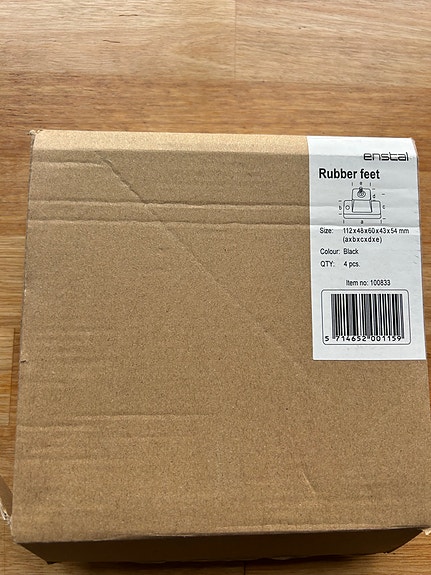 enstal
Rubber feet
e
d
b
c
a
Size: 112x48x60x43x54 mm
(axbxcxdxe)
Colour: Black
QTY: 4 pcs.
Item no: 100833
5 714652 001159